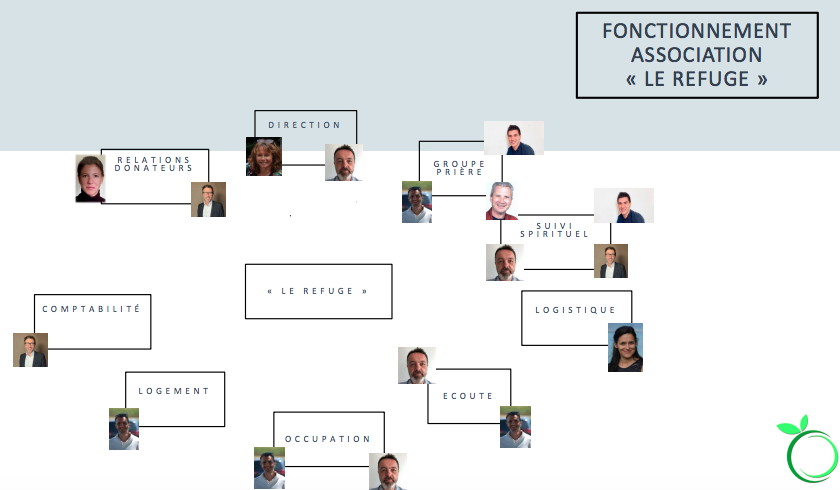 FONCTIONNEMENT
ASSOCIATION
« LE REFUGE »
DIRECTION
RELATIONS
DONATEURS
GROUPE
PRIÈRE
SUIVI
SPIRITUEL
« LE REFUGE »
COMPTABILITÉ
LOGISTIQUE
LOGEMENT
ECOUTE
OCCUPATION